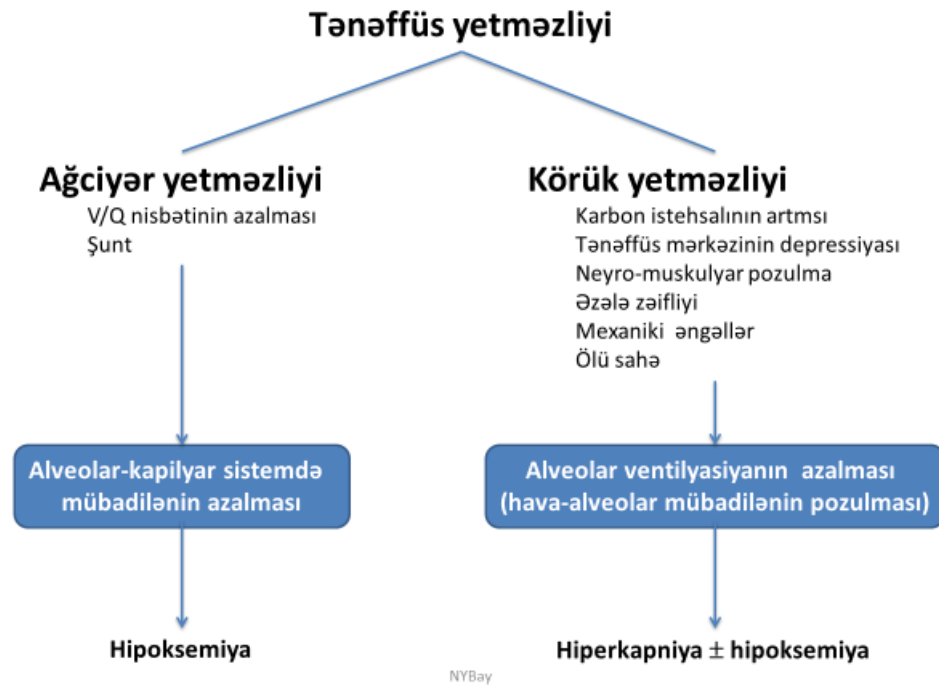 Tənəffüs yetməzliyi
Ağciyər yetməzliyi
V/Q nisbətinin azalması
Şunt
Alveolar-kapilyar sistemdə
mübadilənin azalması
Hipoksemiya
Körük yetməzliyi
Karbon istehsalının artmsı
Tənəffüs mərkəzinin depressiyası
Neyro-muskulyar pozulma
Əzələ zəifliyi
Mexaniki əngəllər
Ölü sahə
Alveolar ventilyasiyanın azalması
(hava-alveolar mübadilənin pozulması)
Hiperkapniya ± hipoksemiya
NYBay